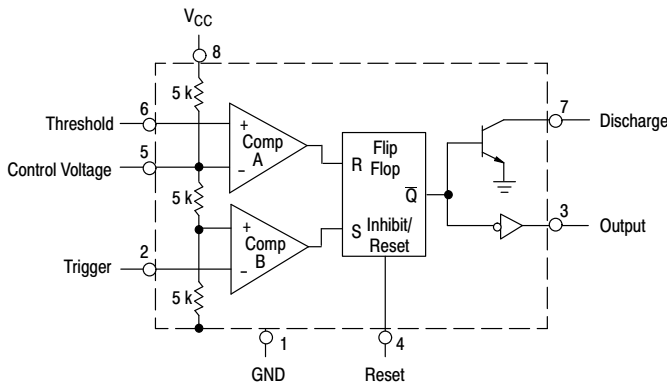 VCC
8
5 k
6
Threshold
+
Comp
A
−
5
Control Voltage
5 k
+
Comp
B
−
2
Trigger
5 k
Flip
Flop
R
Q̅
S
Inhibit/
Reset
7
Discharge
3
Output
1
GND
4
Reset